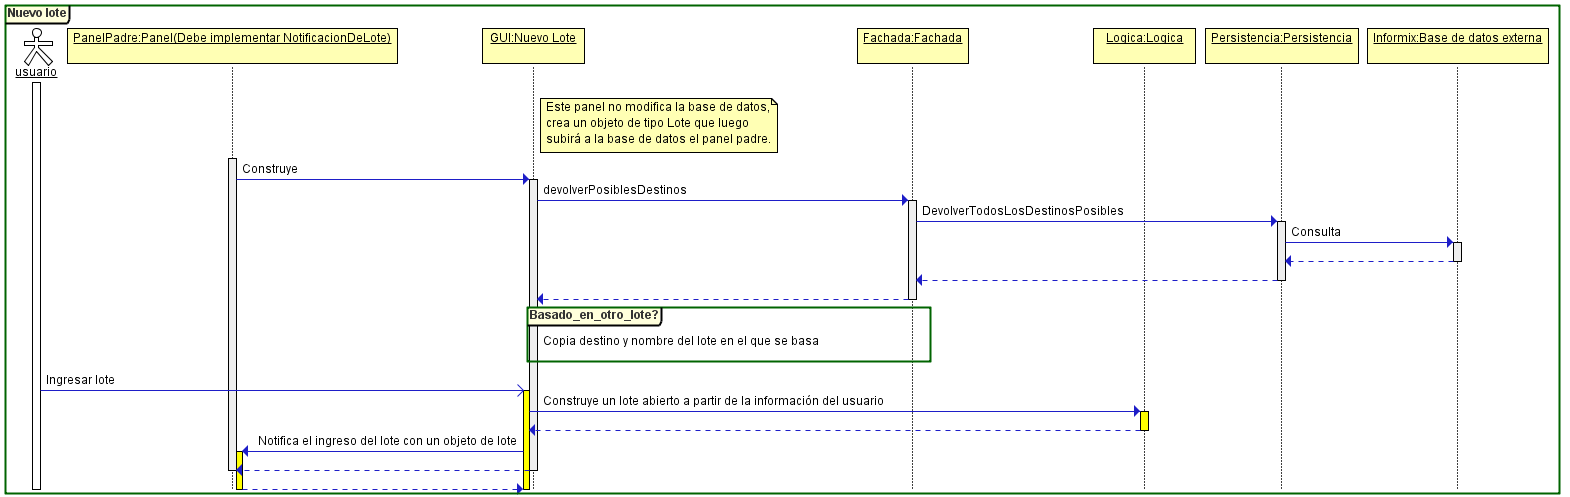 Nuevo lote
usuario
PanelPadre:Panel(Debe implementar NotificacionDeLote)
GUI:Nuevo Lote
Fachada:Fachada
Logica:Logica
Persistencia:Persistencia
Informix:Base de datos externa
Este panel no modifica la base de datos,
crea un objeto de tipo Lote que luego
subirá a la base de datos el panel padre.
Construye
devolverPosiblesDestinos
DevolverTodosLosDestinosPosibles
Consulta
Basado_en_otro_lote?
Copia destino y nombre del lote en el que se basa
Ingresar lote
Construye un lote abierto a partir de la información del usuario
Notifica el ingreso del lote con un objeto de lote